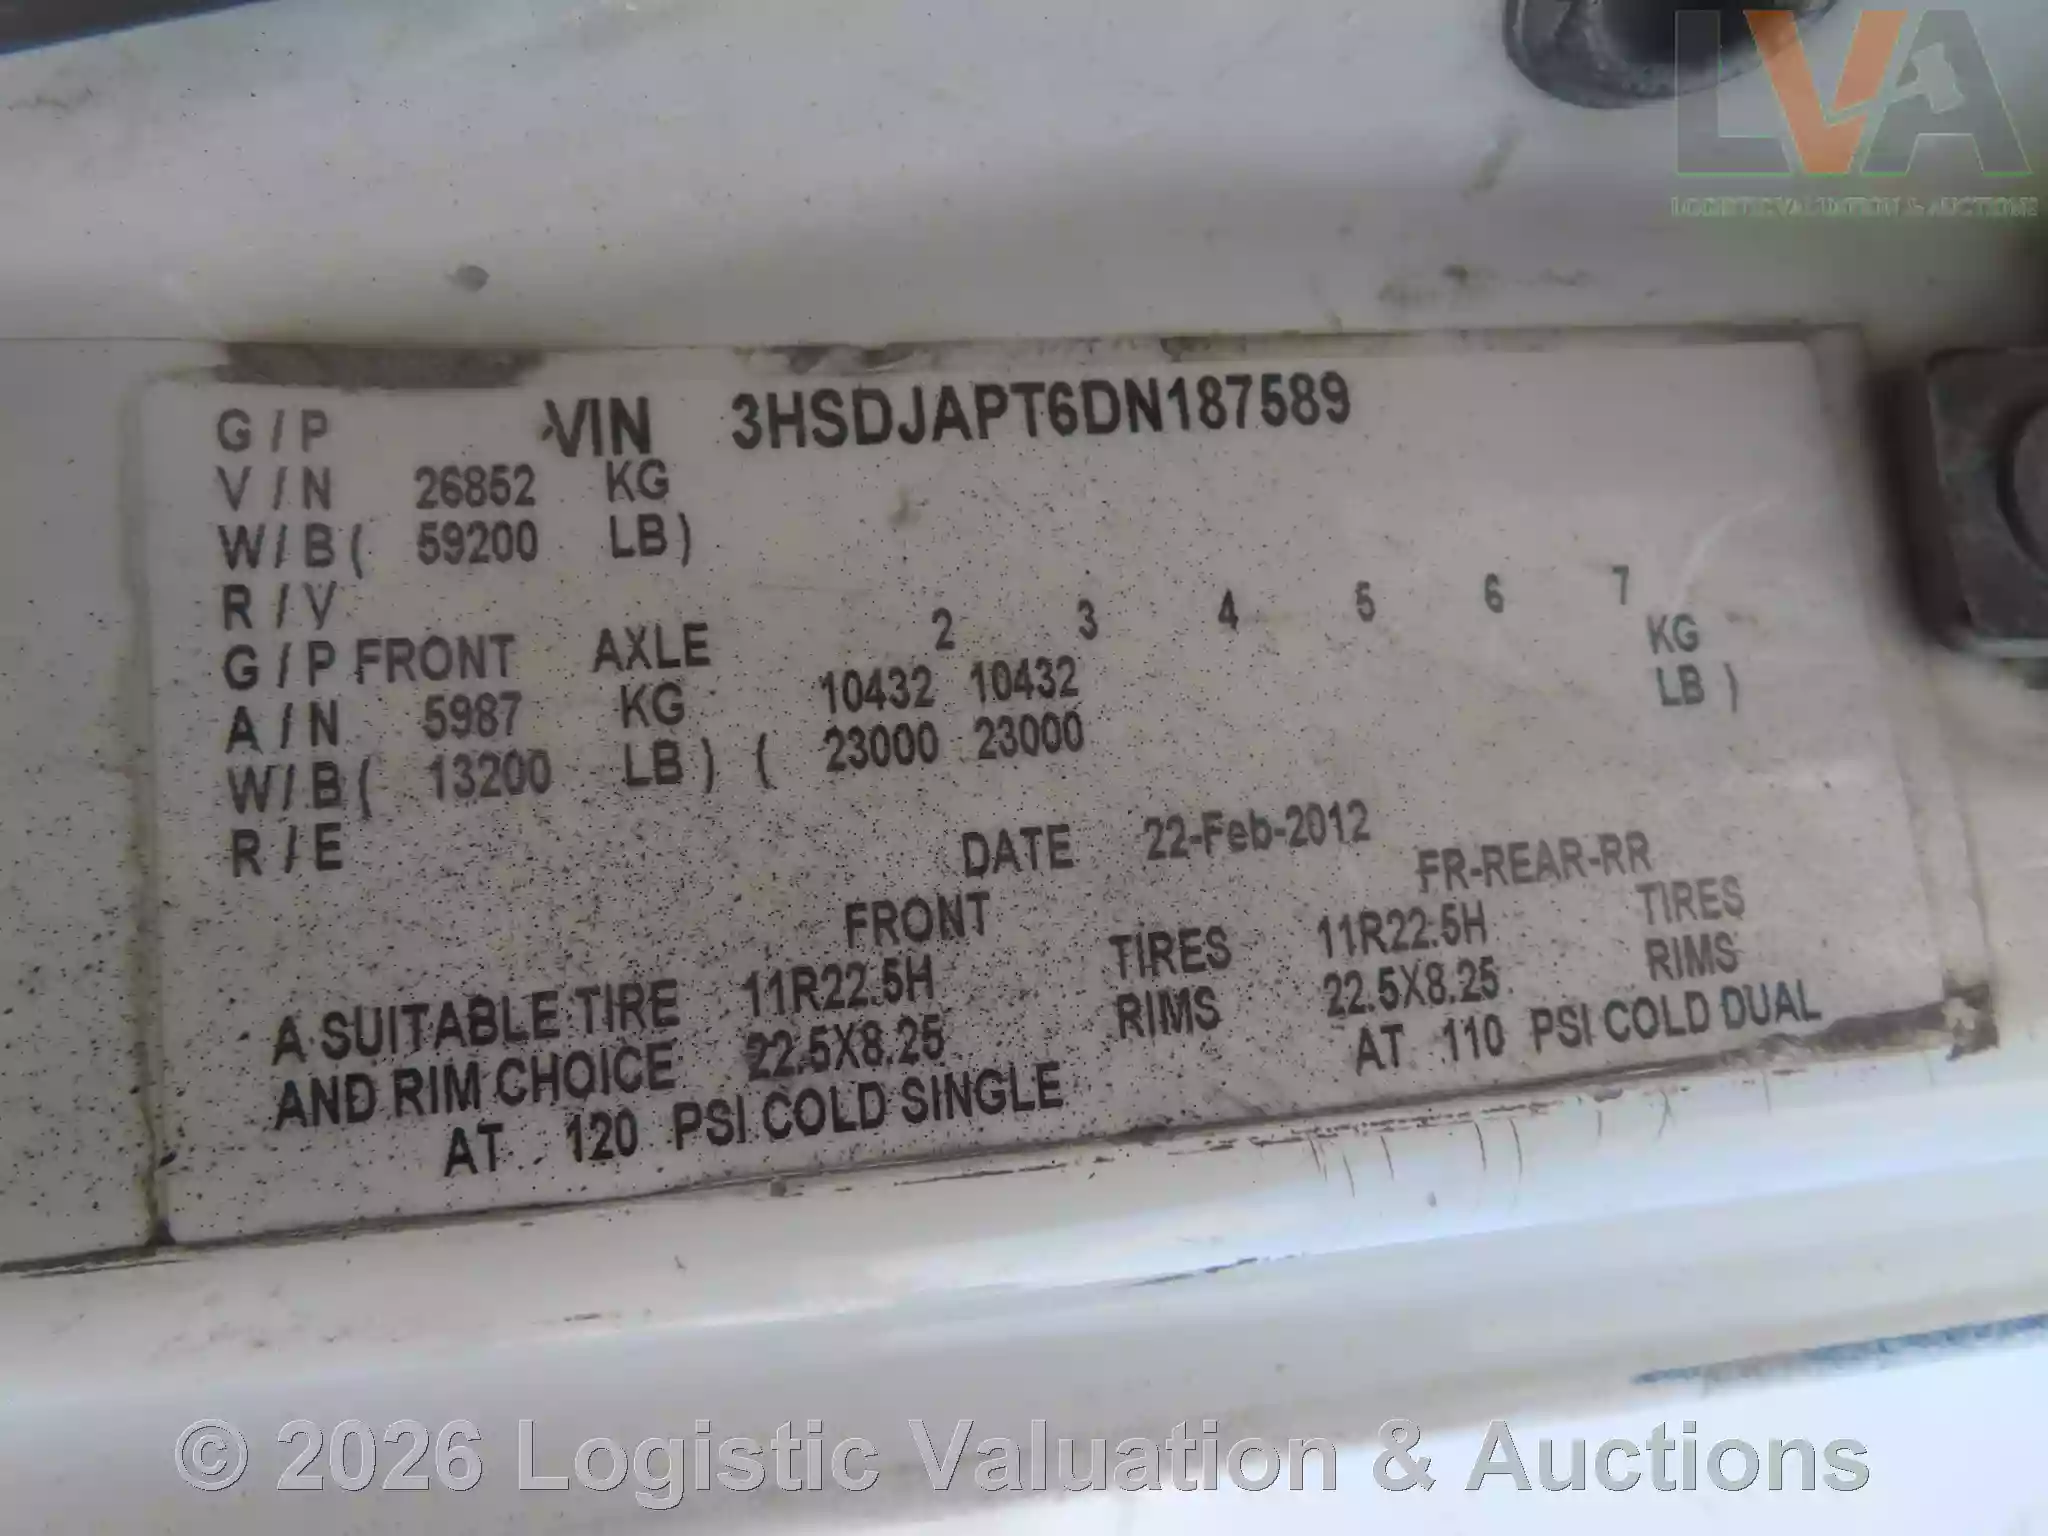 LVA
LOGISTIC VALUATION & AUCTIONS
G / P VIN 3HSDJAPT6DN187589
V / N 26852 KG
W / B ( 59200 LB )
R / V
G / P FRONT AXLE 2 3 4 5 6 7
A / N 5987 KG 10432 10432 KG
W / B ( 13200 LB ) ( 23000 23000 LB )
R / E DATE 22-Feb-2012
FRONT FR-REAR-RR
A SUITABLE TIRE 11R22.5H TIRES 11R22.5H TIRES
AND RIM CHOICE 22.5X8.25 RIMS 22.5X8.25 RIMS
AT 120 PSI COLD SINGLE AT 110 PSI COLD DUAL
© 2026 Logistic Valuation & Auctions